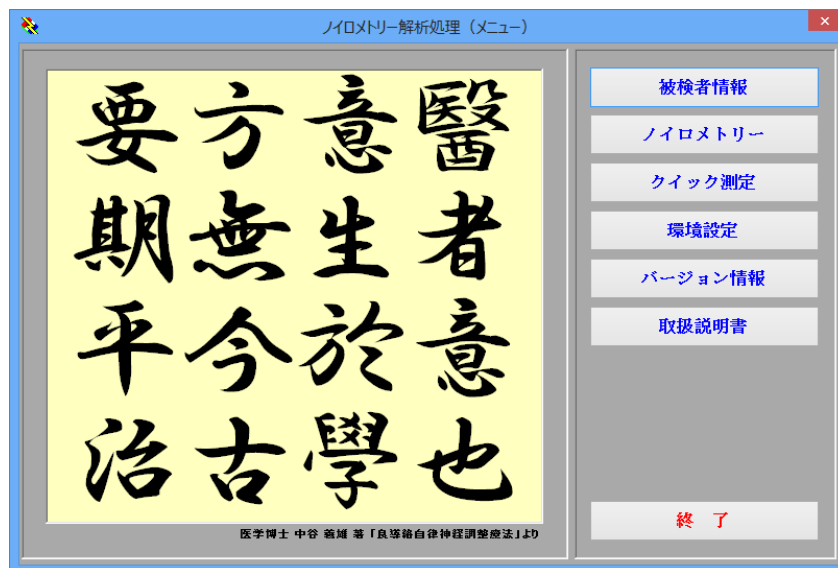 ノイロメトリー解析処理（メニュー）
醫者意也
意生於學
方無今古
要期平治
医学博士 中谷 義雄 著「良導絡自律神経調整療法」より
被検者情報
ノイロメトリー
クイック測定
環境設定
バージョン情報
取扱説明書
終 了